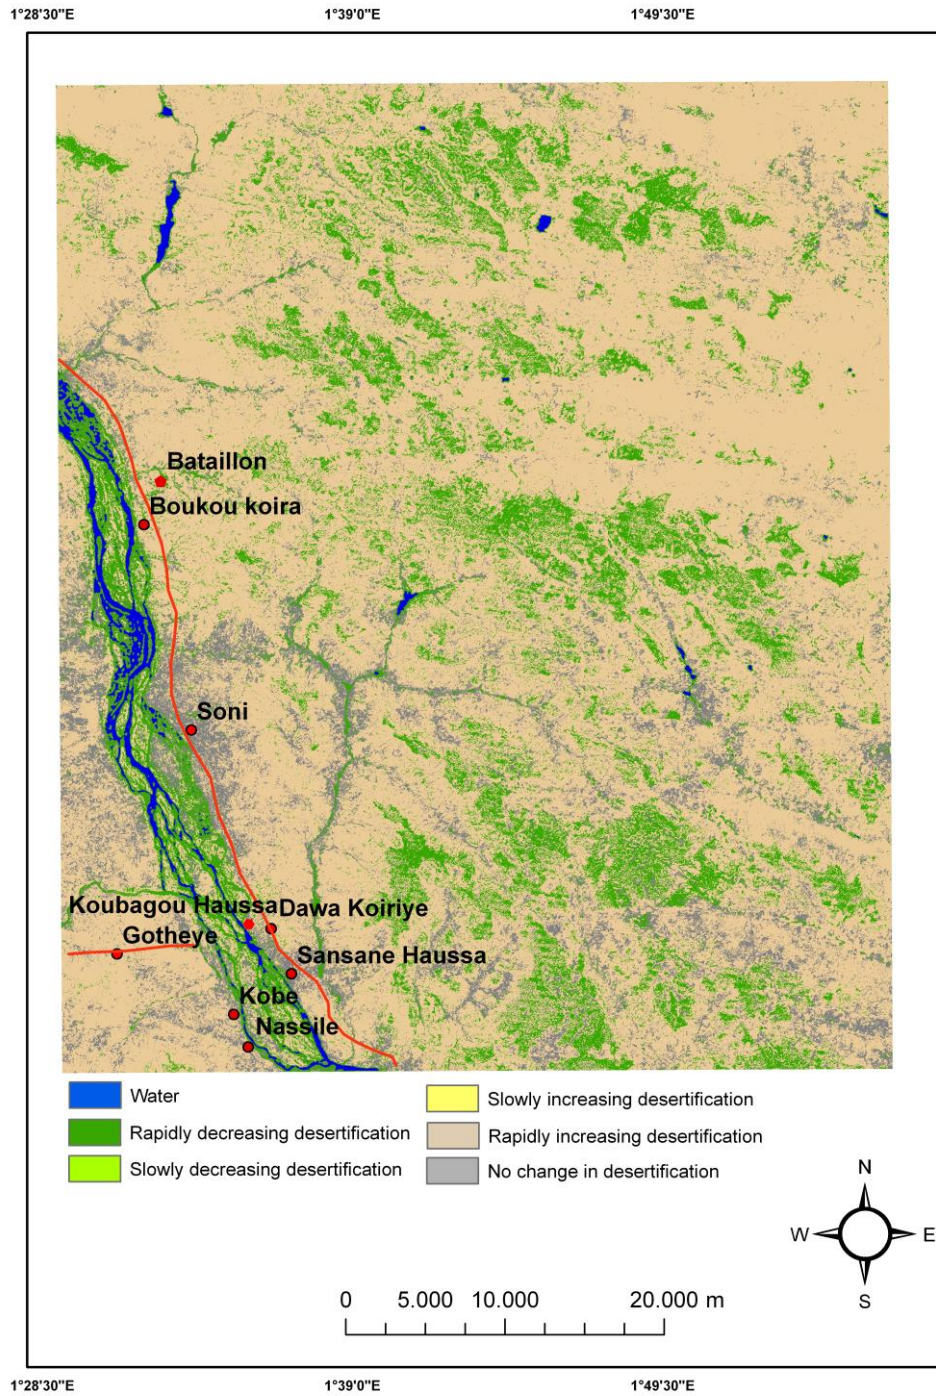 1°28'30"E 1°39'0"E 1°49'30"E
Bataillon
Boukou koira
Soni
Koubagou Haussa Dawa Koiriye
Gotheye
Sansane Haussa
Kobe
Nassile
Water
Rapidly decreasing desertification
Slowly decreasing desertification
Slowly increasing desertification
Rapidly increasing desertification
No change in desertification
N
W E
S
0 5.000 10.000 20.000 m
1°28'30"E 1°39'0"E 1°49'30"E